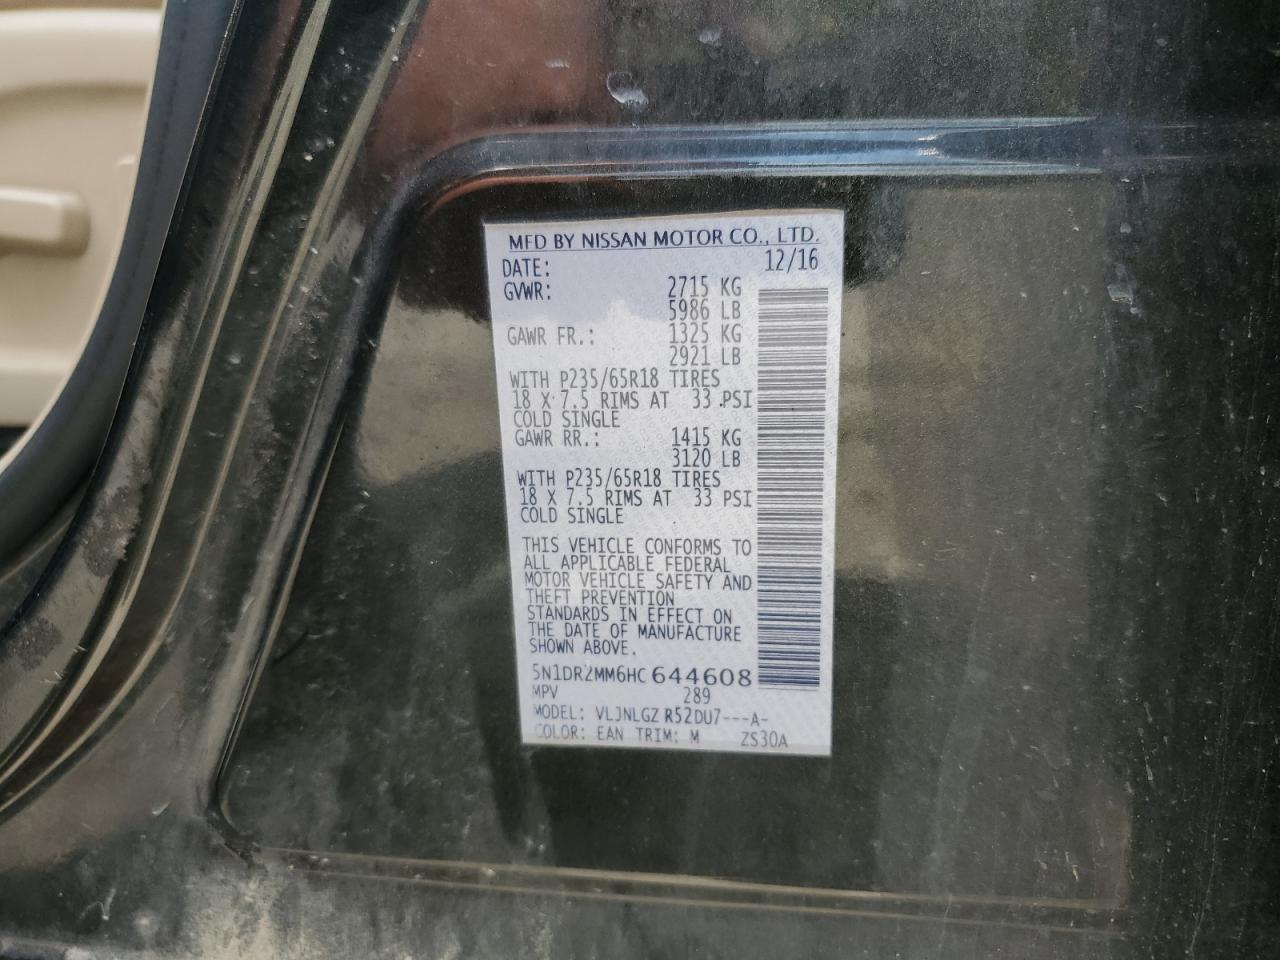 MFD BY NISSAN MOTOR CO., LTD.
DATE: 12/16
GVWR: 2715 KG
5986 LB
GAWR FR.: 1325 KG
2921 LB
WITH P235/65R18 TIRES
18 X 7.5 RIMS AT 33 PSI
COLD SINGLE
GAWR RR.: 1415 KG
3120 LB
WITH P235/65R18 TIRES
18 X 7.5 RIMS AT 33 PSI
COLD SINGLE
THIS VEHICLE CONFORMS TO
ALL APPLICABLE FEDERAL
MOTOR VEHICLE SAFETY AND
THEFT PREVENTION
STANDARDS IN EFFECT ON
THE DATE OF MANUFACTURE
SHOWN ABOVE.
5N1DR2MM6HC644608
MPV 289
MODEL: VLJNLGZ R52DU7---A-
COLOR: EAN TRIM: M ZS30A